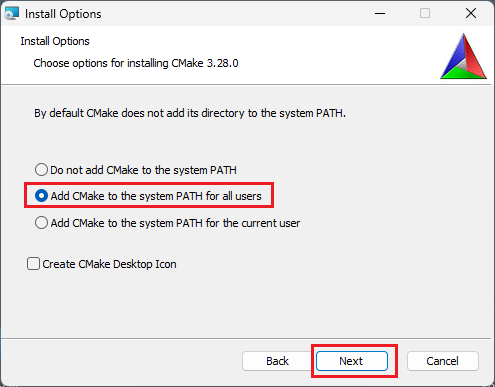 Install Options
Install Options
Choose options for installing CMake 3.28.0
By default CMake does not add its directory to the system PATH.
Do not add CMake to the system PATH
Add CMake to the system PATH for all users
Add CMake to the system PATH for the current user
Create CMake Desktop Icon
Back Next Cancel